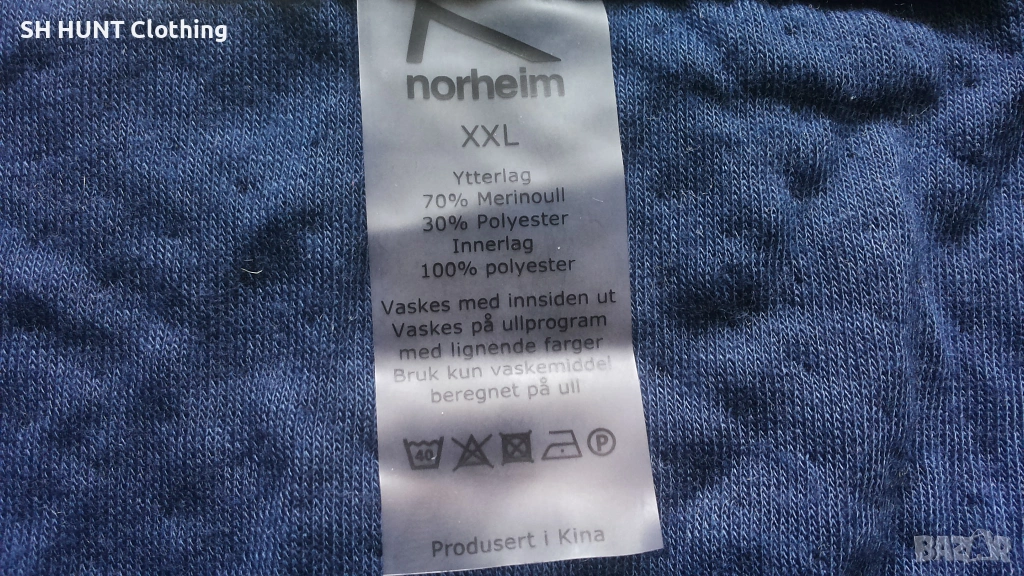 SH HUNT Clothing
norheim
XXL
Ytterlag
70% Merinoull
30% Polyester
Innerlag
100% polyester
Vaskes med innsiden ut
Vaskes på ullprogram
med lignende farger
Bruk kun vaskemiddel
beregnet på ull
40 P
Produsert i Kina
BAZAR